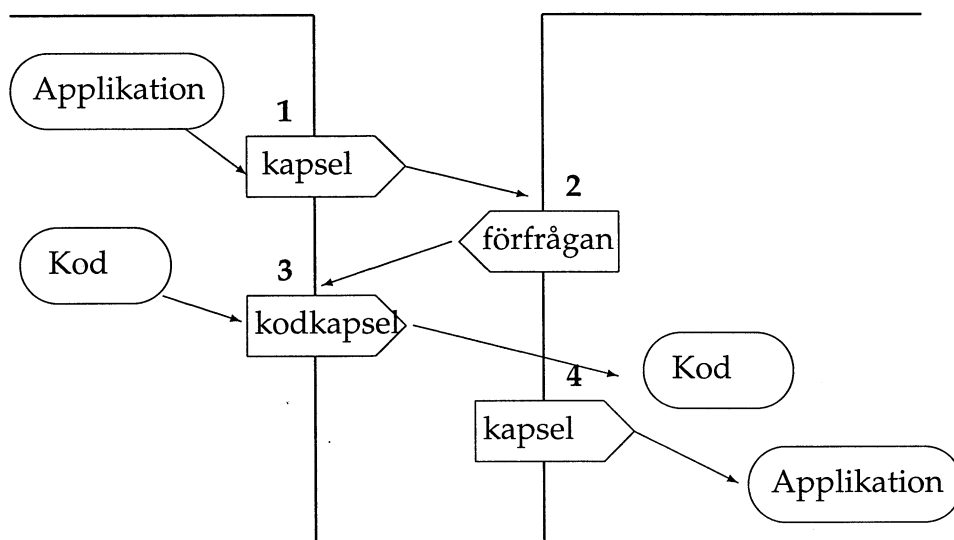 Applikation
1
kapsel
2
förfrågan
Kod
3
kodkapsel
Kod
4
kapsel
Applikation